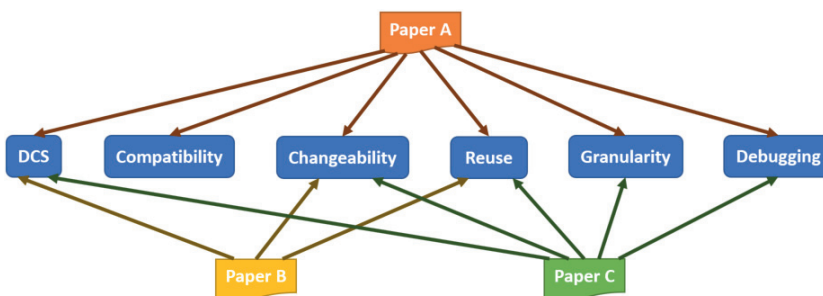 Paper A
DCS
Compatibility
Changeability
Reuse
Granularity
Debugging
Paper B
Paper C